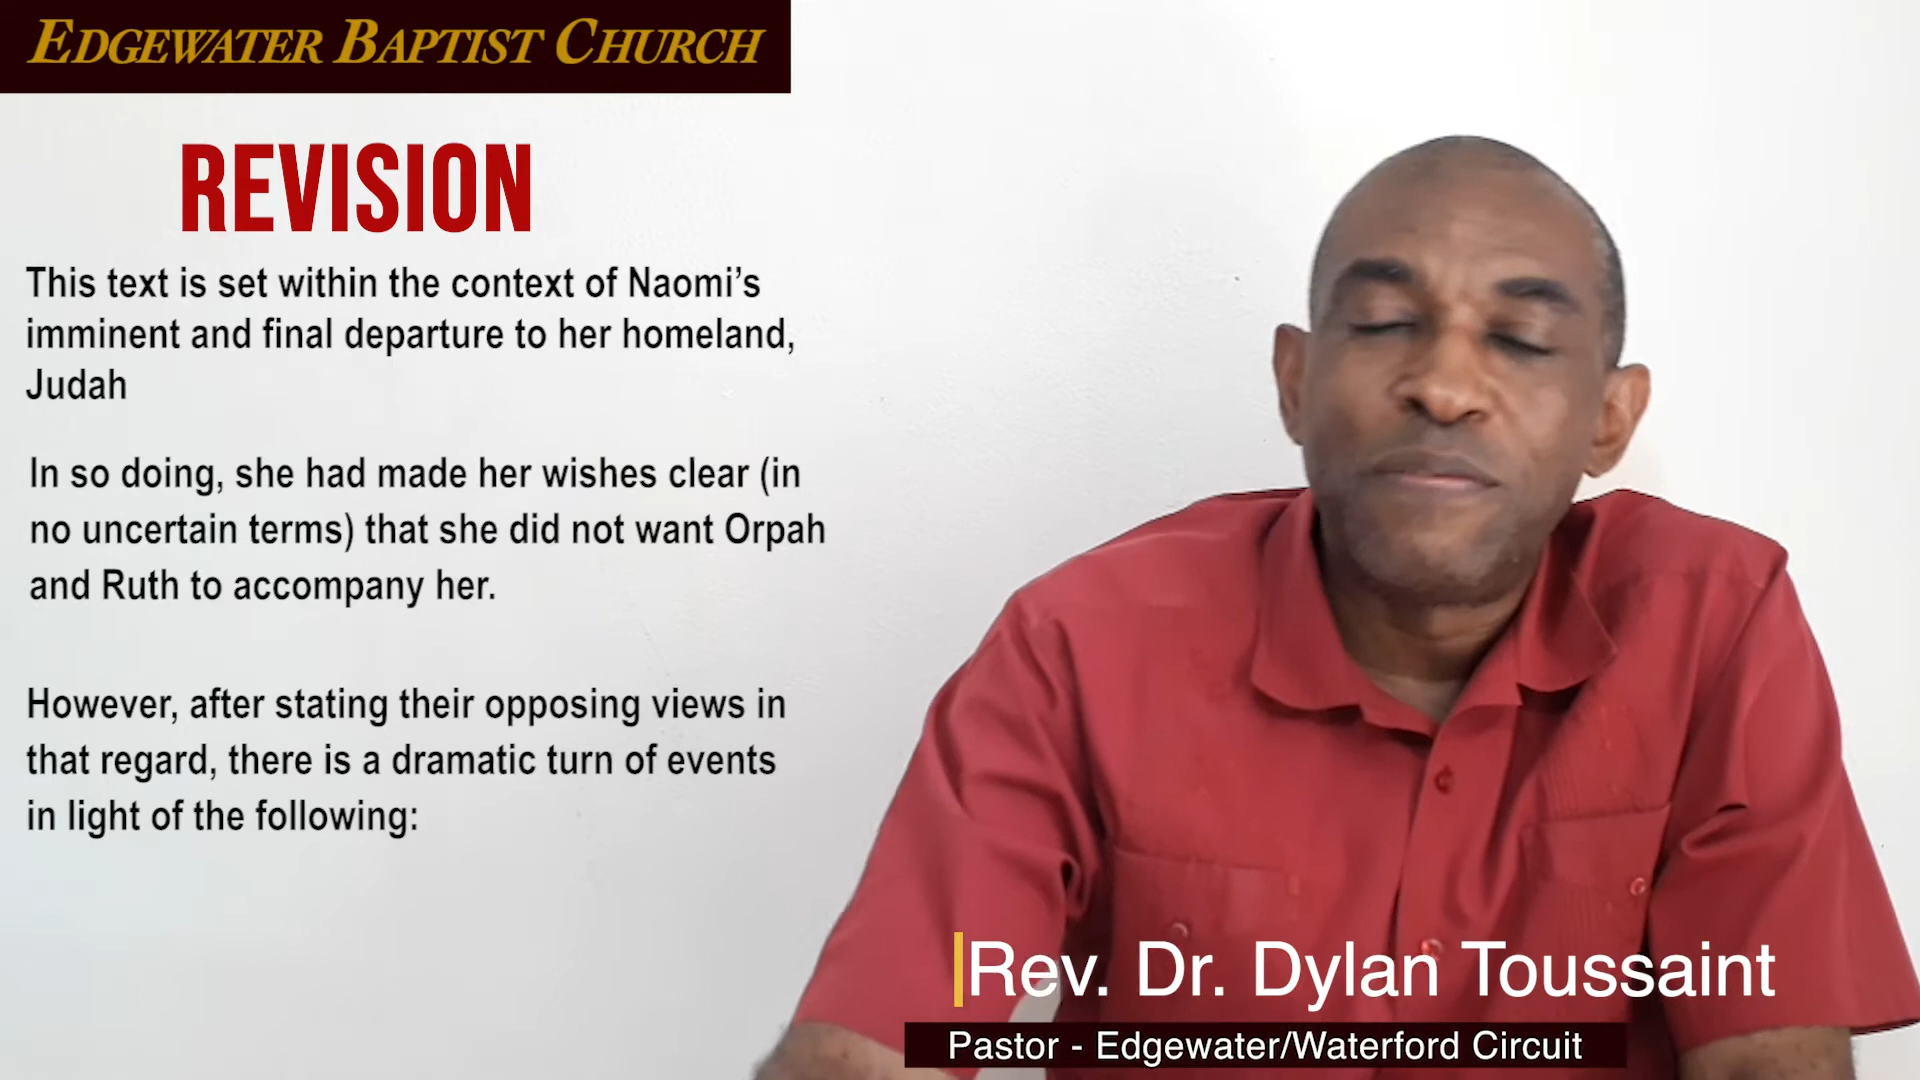 EDGEWATER BAPTIST CHURCH
REVISION
This text is set within the context of Naomi’s
imminent and final departure to her homeland,
Judah
In so doing, she had made her wishes clear (in
no uncertain terms) that she did not want Orpah
and Ruth to accompany her.
However, after stating their opposing views in
that regard, there is a dramatic turn of events
in light of the following:
Rev. Dr. Dylan Toussaint
Pastor - Edgewater/Waterford Circuit